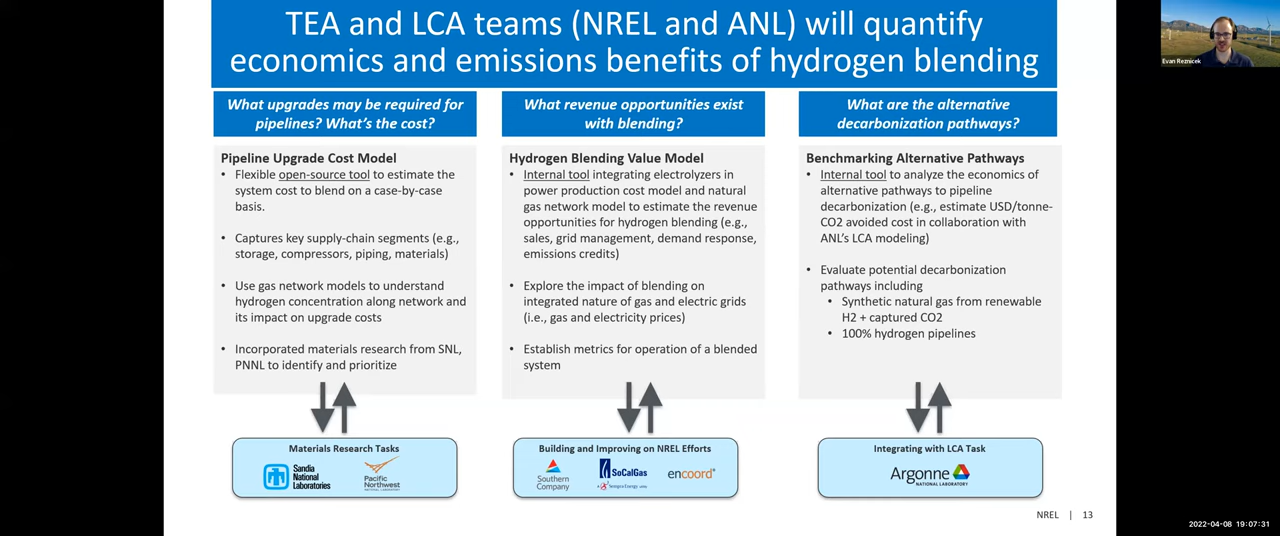 TEA and LCA teams (NREL and ANL) will quantify
economics and emissions benefits of hydrogen blending
Evan Reznicek
What upgrades may be required for
pipelines? What's the cost?
Pipeline Upgrade Cost Model
• Flexible open-source tool to estimate the
system cost to blend on a case-by-case
basis.
• Captures key supply-chain segments (e.g.,
storage, compressors, piping, materials)
• Use gas network models to understand
hydrogen concentration along network and
its impact on upgrade costs
• Incorporated materials research from SNL,
PNNL to identify and prioritize
Materials Research Tasks
Sandia
National
Laboratories
Pacific
Northwest
NATIONAL LABORATORY
What revenue opportunities exist
with blending?
Hydrogen Blending Value Model
• Internal tool integrating electrolyzers in
power production cost model and natural
gas network model to estimate the revenue
opportunities for hydrogen blending (e.g.,
sales, grid management, demand response,
emissions credits)
• Explore the impact of blending on
integrated nature of gas and electric grids
(i.e., gas and electricity prices)
• Establish metrics for operation of a blended
system
Building and Improving on NREL Efforts
Southern
Company
SoCalGas
A Sempra Energy utility
encoord
What are the alternative
decarbonization pathways?
Benchmarking Alternative Pathways
• Internal tool to analyze the economics of
alternative pathways to pipeline
decarbonization (e.g., estimate USD/tonne-
CO2 avoided cost in collaboration with
ANL's LCA modeling)
• Evaluate potential decarbonization
pathways including
• Synthetic natural gas from renewable
H2 + captured CO2
• 100% hydrogen pipelines
Integrating with LCA Task
Argonne
NATIONAL LABORATORY
NREL | 13
2022-04-08 19:07:31